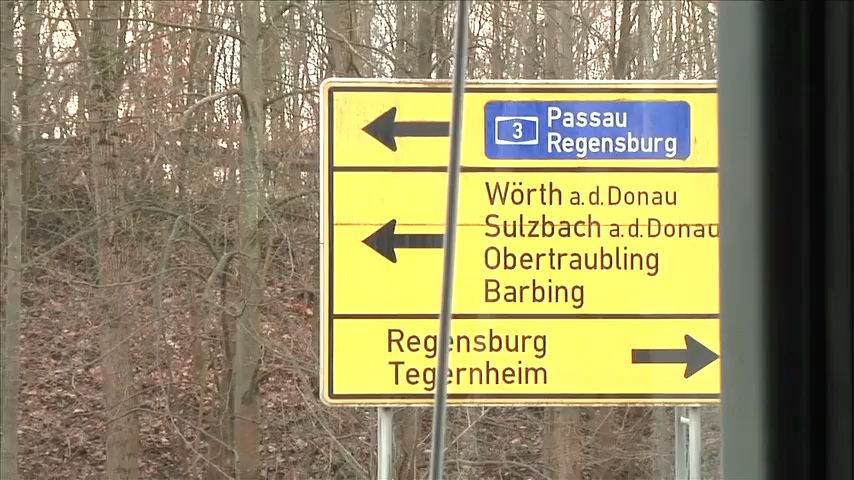 3
Passau
Regensburg
Wörth a.d. Donau
Sulzbach a.d. Donau
Obertraubling
Barbing
Regensburg
Tegernheim